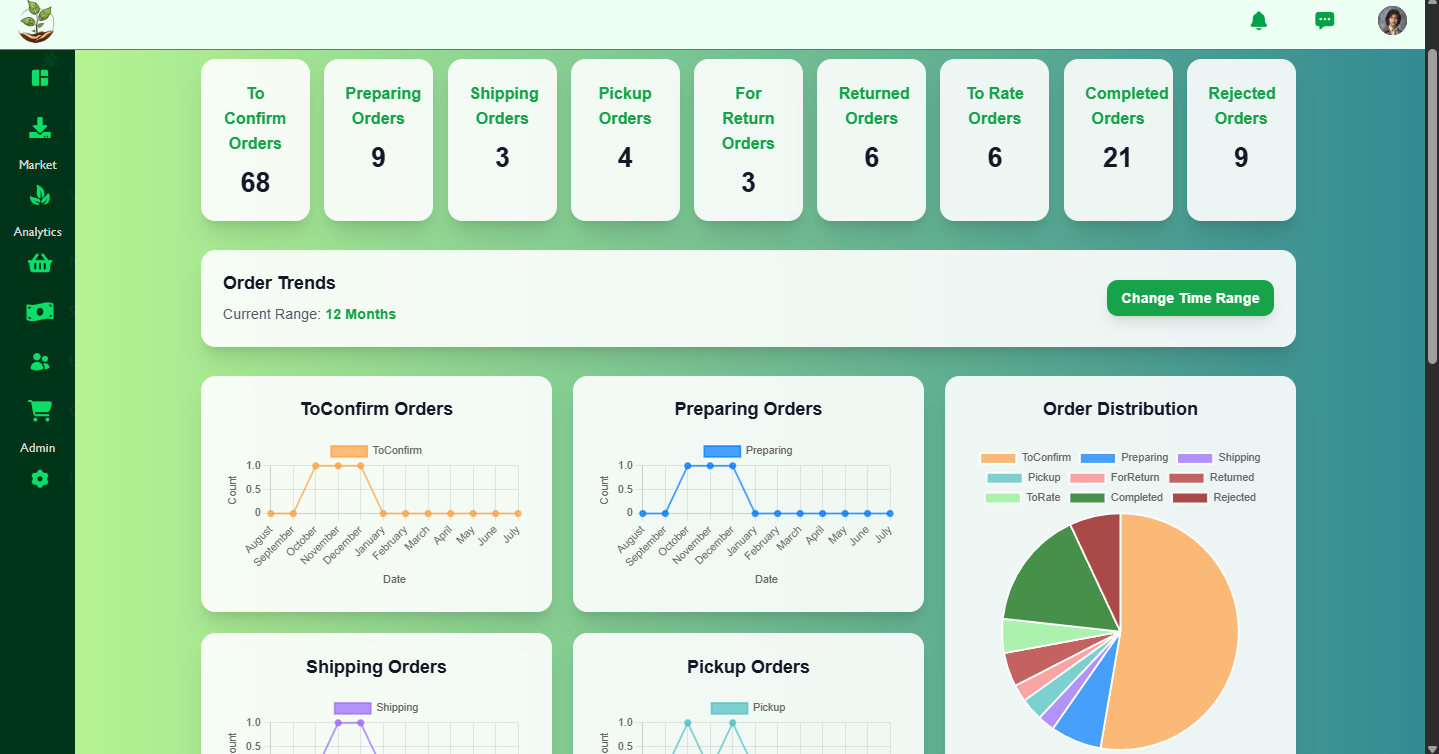 To
Confirm
Orders
68
Preparing
Orders
9
Shipping
Orders
3
Pickup
Orders
4
For
Return
Orders
3
Returned
Orders
6
To Rate
Orders
6
Completed
Orders
21
Rejected
Orders
9
Market
Analytics
Admin
Order Trends
Current Range: 12 Months
Change Time Range
ToConfirm Orders
ToConfirm
1.0
0.5
0
Count
August
September
October
November
December
January
February
March
April
May
June
July
Date
Preparing Orders
Preparing
1.0
0.5
0
Count
August
September
October
November
December
January
February
March
April
May
June
July
Date
Order Distribution
ToConfirm Preparing Shipping
Pickup ForReturn Returned
ToRate Completed Rejected
Shipping Orders
Shipping
1.0
0.5
Pickup Orders
Pickup
1.0
0.5